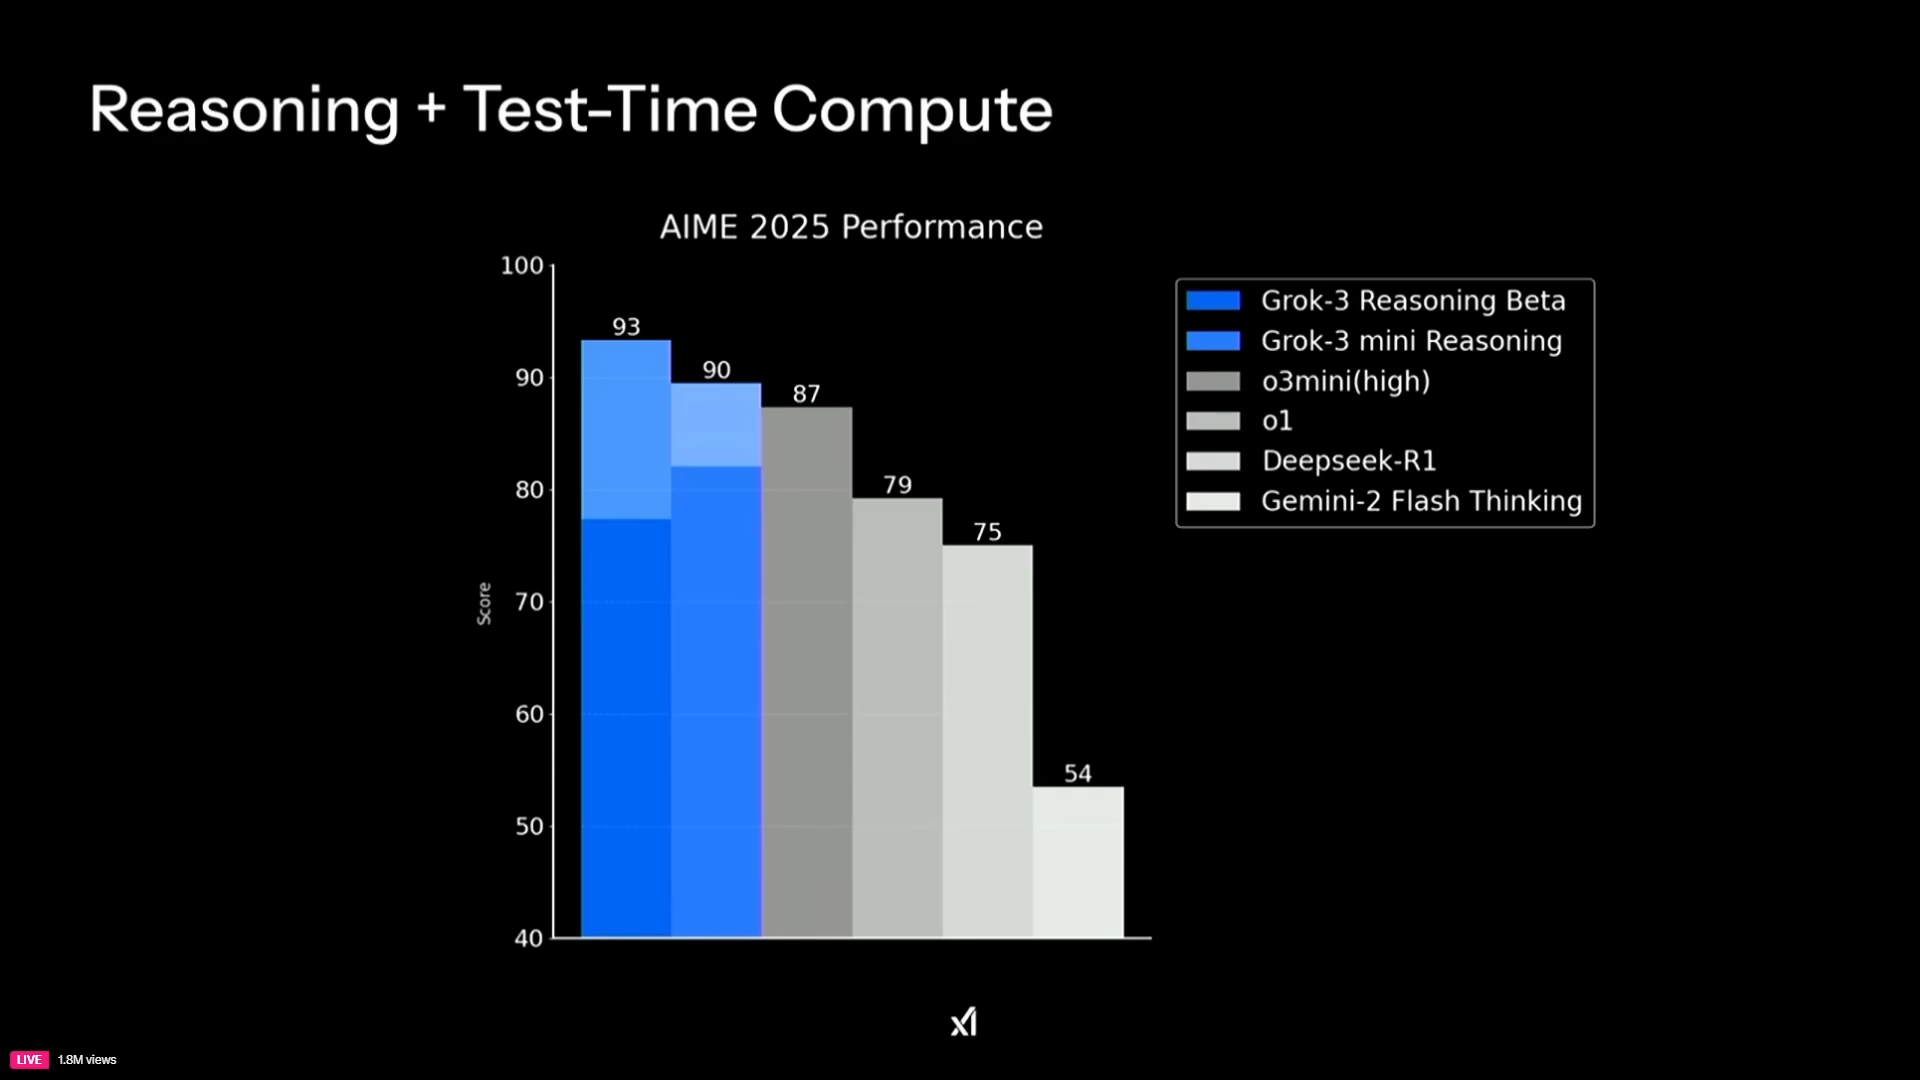 Reasoning + Test-Time Compute
AIME 2025 Performance
100
90
80
70
60
50
40
Score
93
90
87
79
75
54
Grok-3 Reasoning Beta
Grok-3 mini Reasoning
o3mini(high)
o1
Deepseek-R1
Gemini-2 Flash Thinking
xI
LIVE 1.8M views